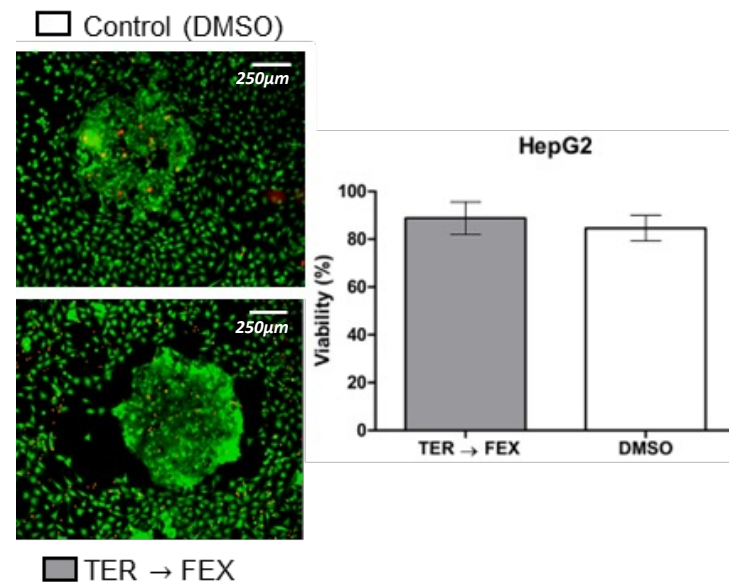 Control (DMSO)
250µm
250µm
TER → FEX
HepG2
Viability (%)
100
80
60
40
20
0
TER → FEX
DMSO